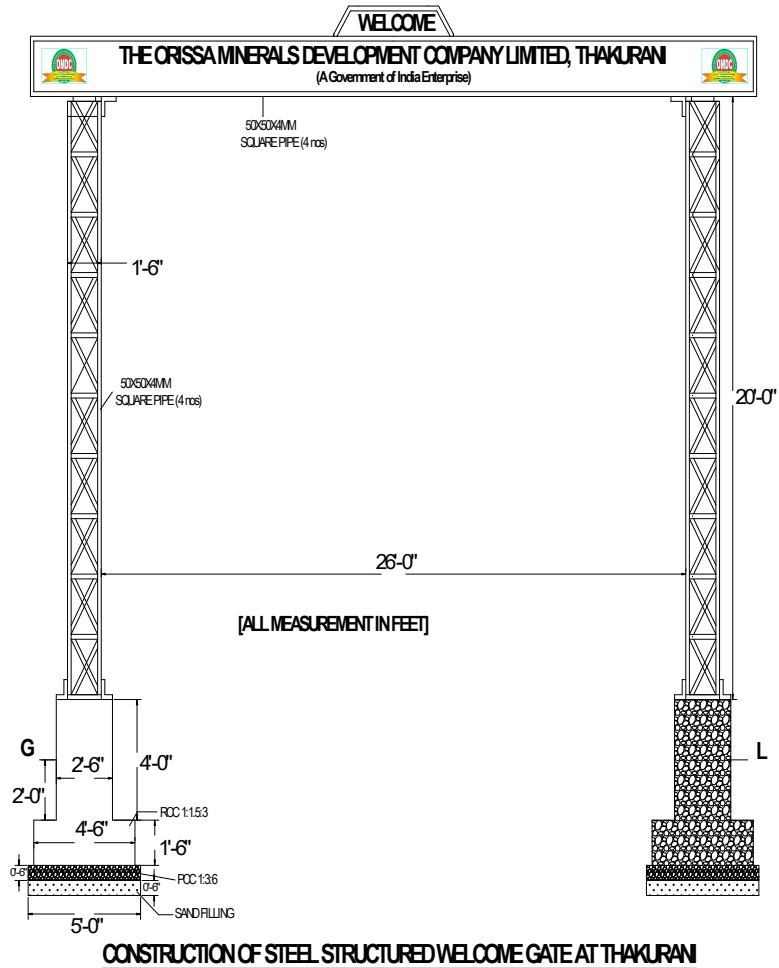 WELCOME
THE ORISSA MINERALS DEVELOPMENT COMPANY LIMITED, THAKURANI
(A Government of India Enterprise)
OMDC
OMDC
50X50X4MM
SQUARE PIPE (4 nos)
1'-6"
50X50X4MM
SQUARE PIPE (4 nos)
20'-0"
26'-0"
[ALL MEASUREMENT IN FEET]
G
L
2'-6"
4'-0"
2'-0"
RCC 1:1.5:3
4'-6"
1'-6"
0'-6"
PCC 1:3:6
0'-6"
SAND FILLING
5'-0"
CONSTRUCTION OF STEEL STRUCTURED WELCOME GATE AT THAKURANI